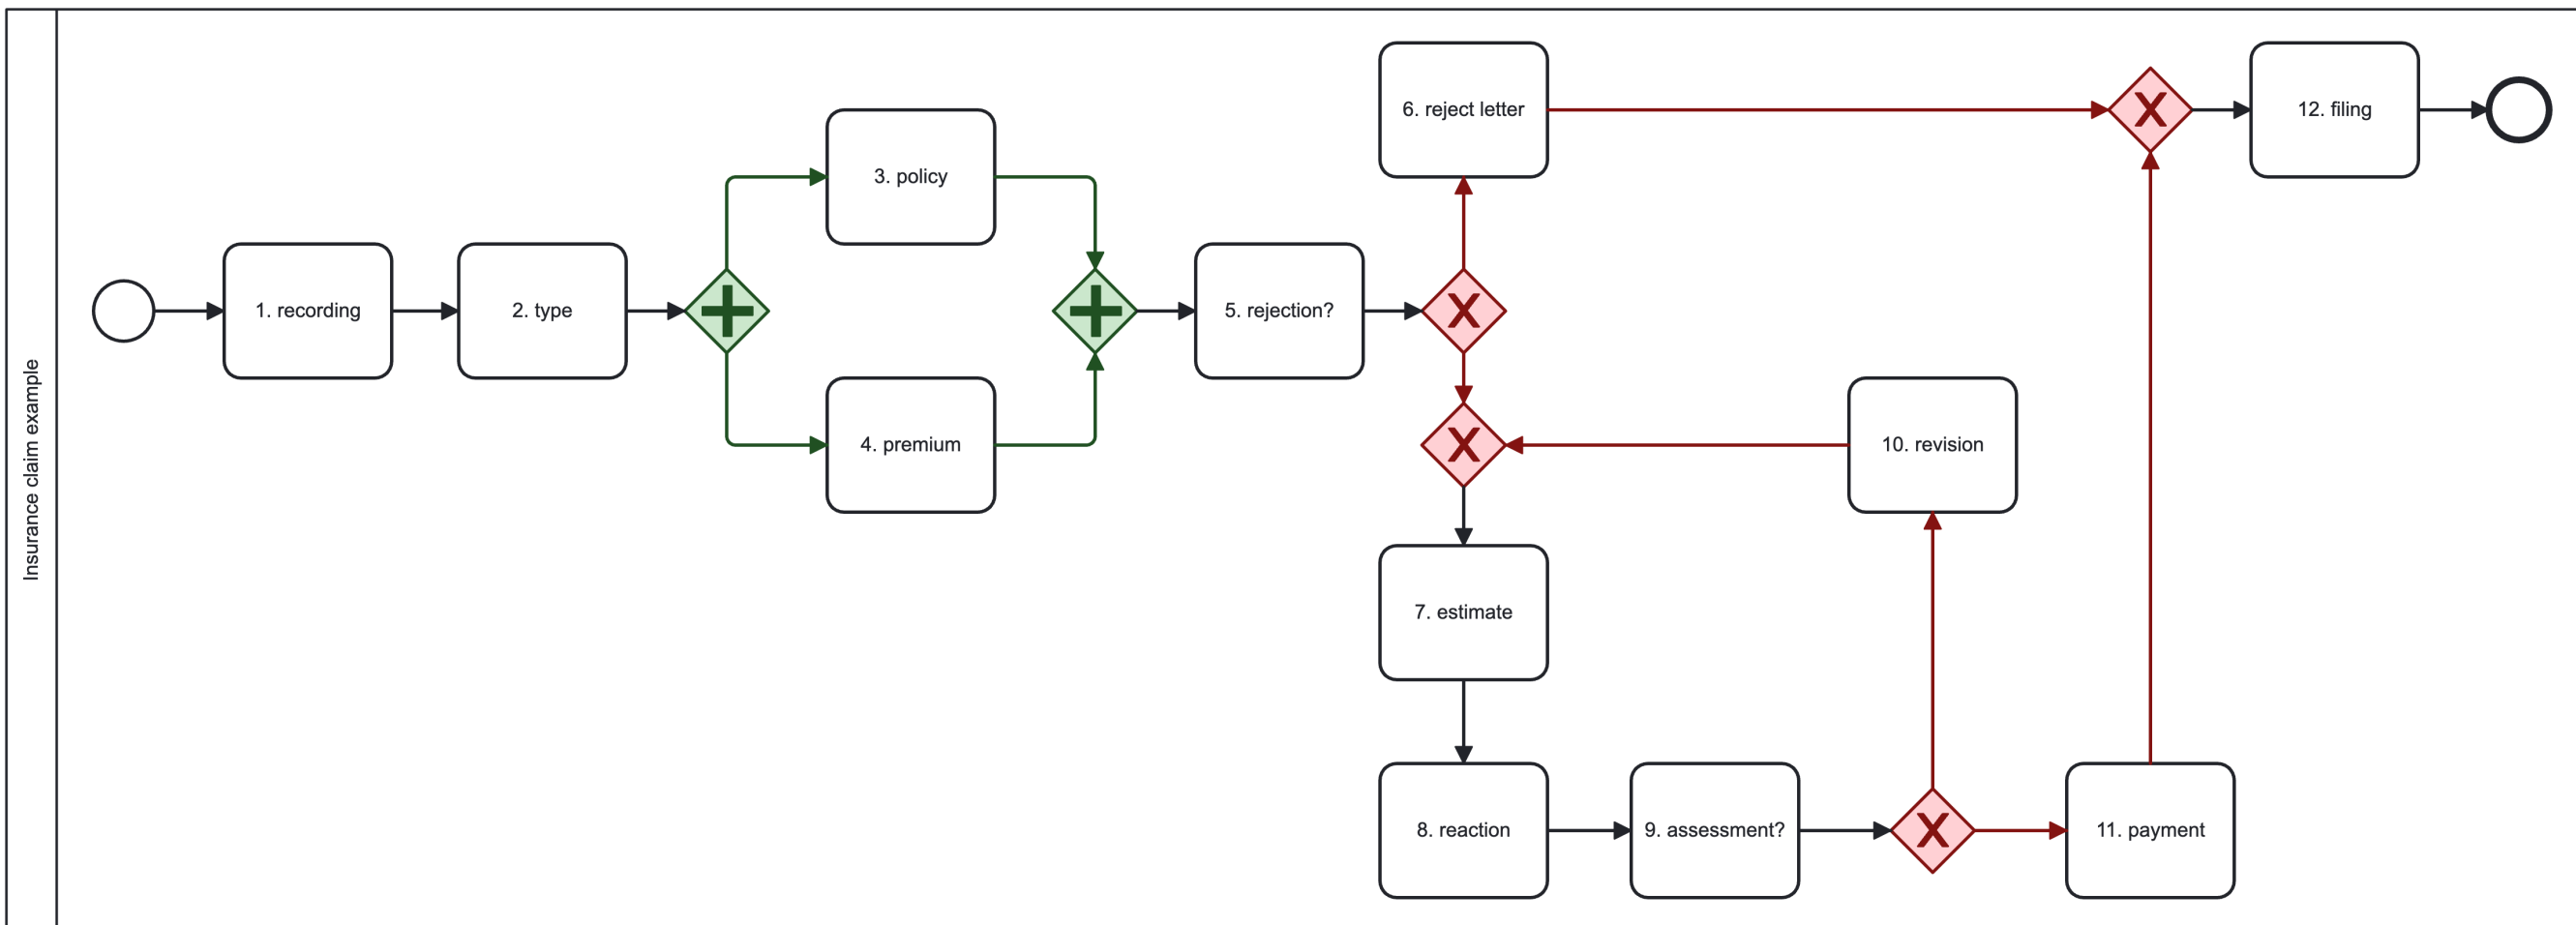 Insurance claim example
1. recording
2. type
3. policy
4. premium
5. rejection?
6. reject letter
X
X
7. estimate
8. reaction
9. assessment?
X
10. revision
11. payment
X
12. filing